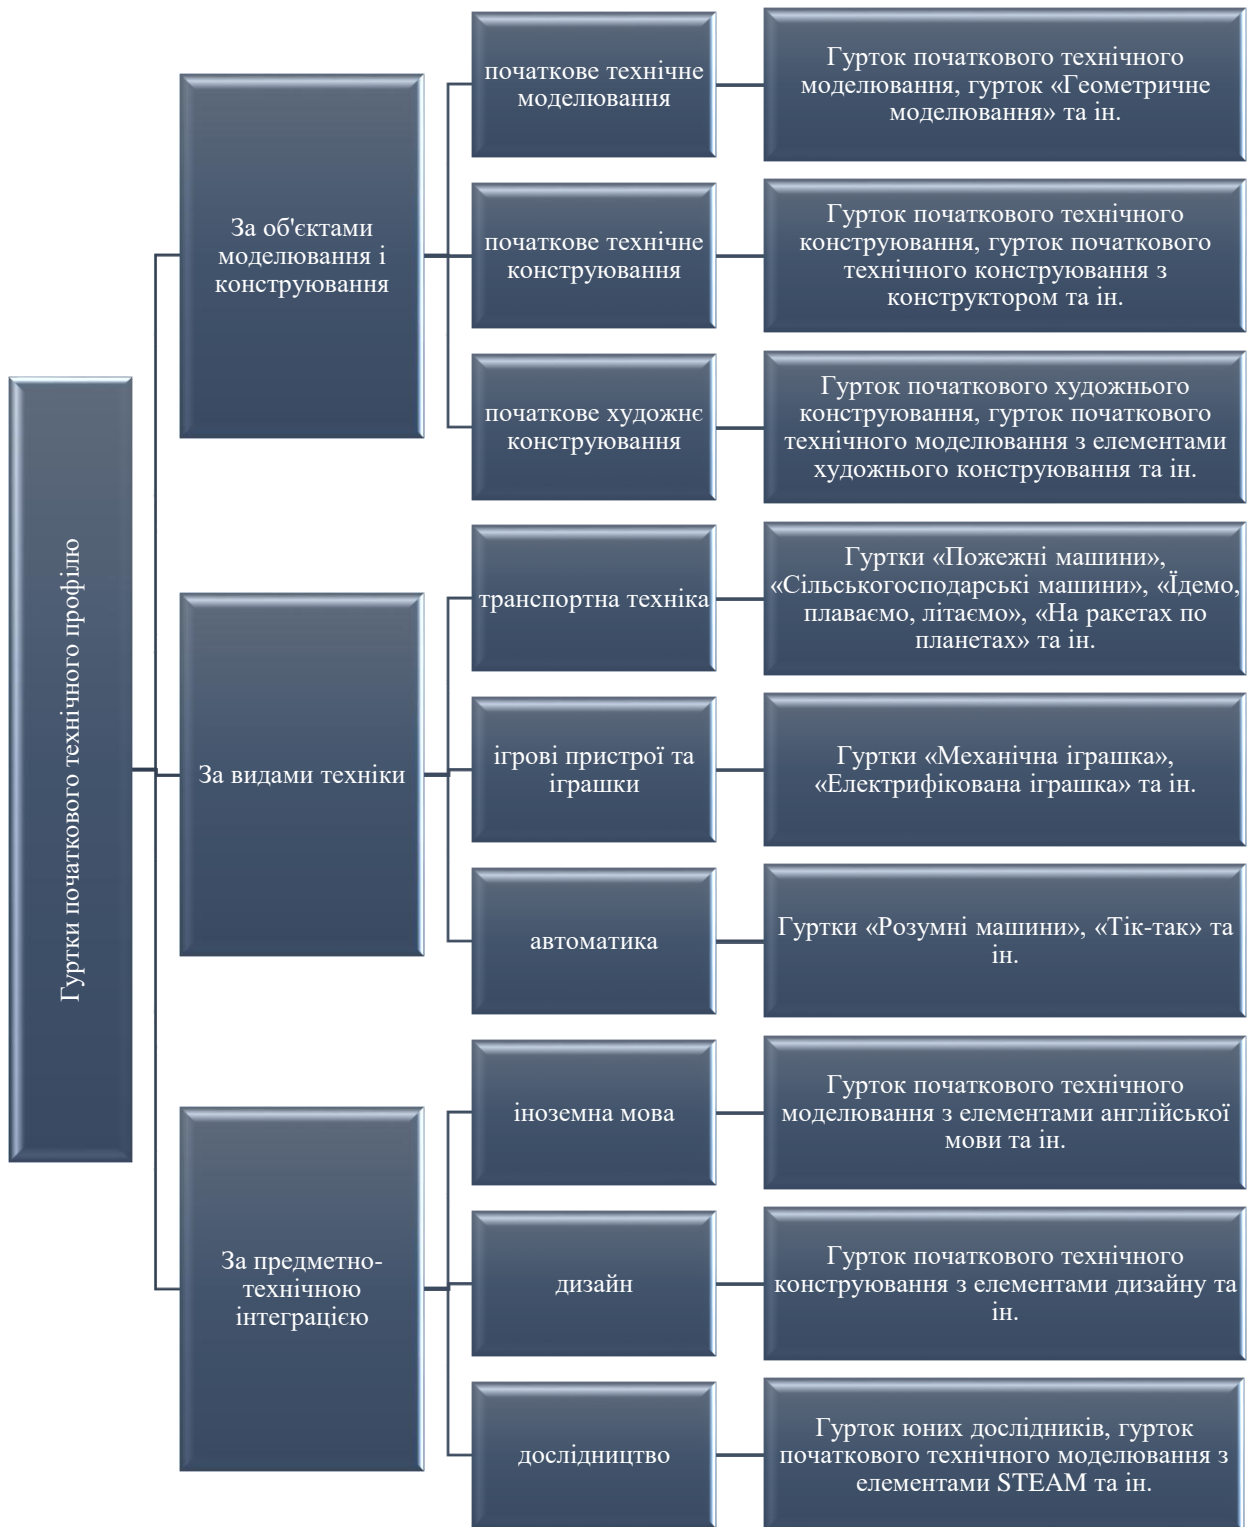 Гуртки початкового технічного профілю
За об'єктами
моделювання і
конструювання
початкове технічне
моделювання
Гурток початкового технічного
моделювання, гурток «Геометричне
моделювання» та ін.
початкове технічне
конструювання
Гурток початкового технічного
конструювання, гурток початкового
технічного конструювання з
конструктором та ін.
початкове художнє
конструювання
Гурток початкового художнього
конструювання, гурток початкового
технічного моделювання з елементами
художнього конструювання та ін.
За видами техніки
транспортна техніка
Гуртки «Пожежні машини»,
«Сільськогосподарські машини», «Їдемо,
плаваємо, літаємо», «На ракетах по
планетах» та ін.
ігрові пристрої та
іграшки
Гуртки «Механічна іграшка»,
«Електрифікована іграшка» та ін.
автоматика
Гуртки «Розумні машини», «Тік-так» та
ін.
За предметно-
технічною
інтеграцією
іноземна мова
Гурток початкового технічного
моделювання з елементами англійської
мови та ін.
дизайн
Гурток початкового технічного
конструювання з елементами дизайну та
ін.
дослідництво
Гурток юних дослідників, гурток
початкового технічного моделювання з
елементами STEAM та ін.